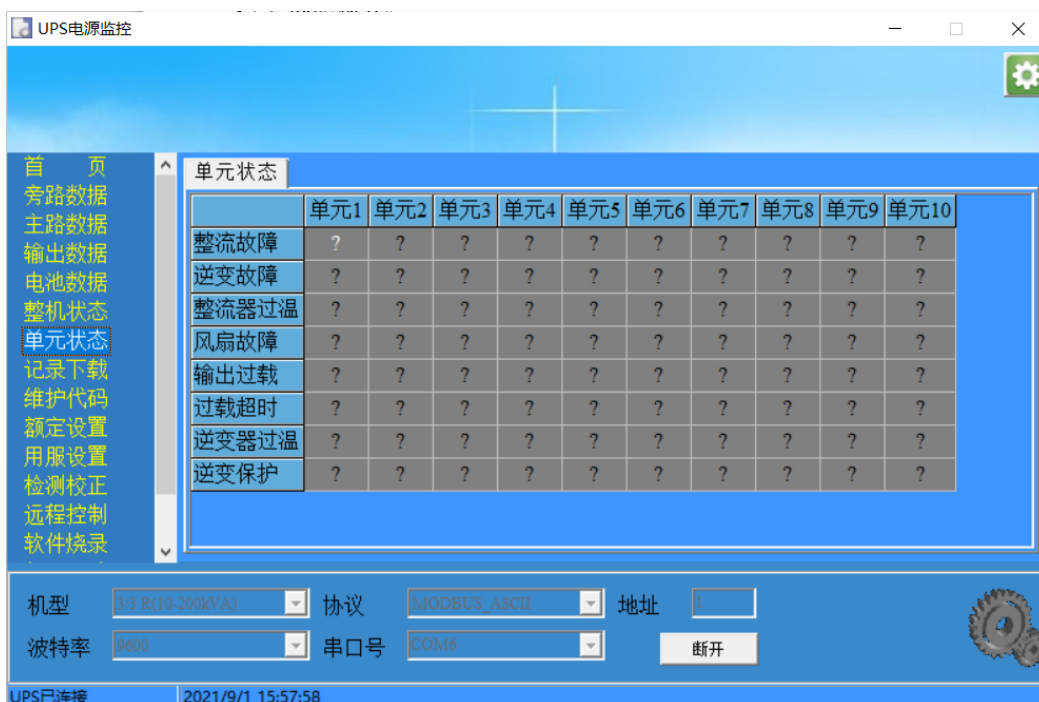 UPS电源监控
首 页
旁路数据
主路数据
输出数据
电池数据
整机状态
单元状态
记录下载
维护代码
额定设置
用服设置
检测校正
远程控制
软件烧录
单元状态
单元1 单元2 单元3 单元4 单元5 单元6 单元7 单元8 单元9 单元10
整流故障 ? ? ? ? ? ? ? ? ? ?
逆变故障 ? ? ? ? ? ? ? ? ? ?
整流器过温 ? ? ? ? ? ? ? ? ? ?
风扇故障 ? ? ? ? ? ? ? ? ? ?
输出过载 ? ? ? ? ? ? ? ? ? ?
过载超时 ? ? ? ? ? ? ? ? ? ?
逆变器过温 ? ? ? ? ? ? ? ? ? ?
逆变保护 ? ? ? ? ? ? ? ? ? ?
机型 3/3 R(10-200kVA) 协议 MODBUS_ASCII 地址 1
波特率 9600 串口号 COM6 断开
UPS已连接 2021/9/1 15:57:58